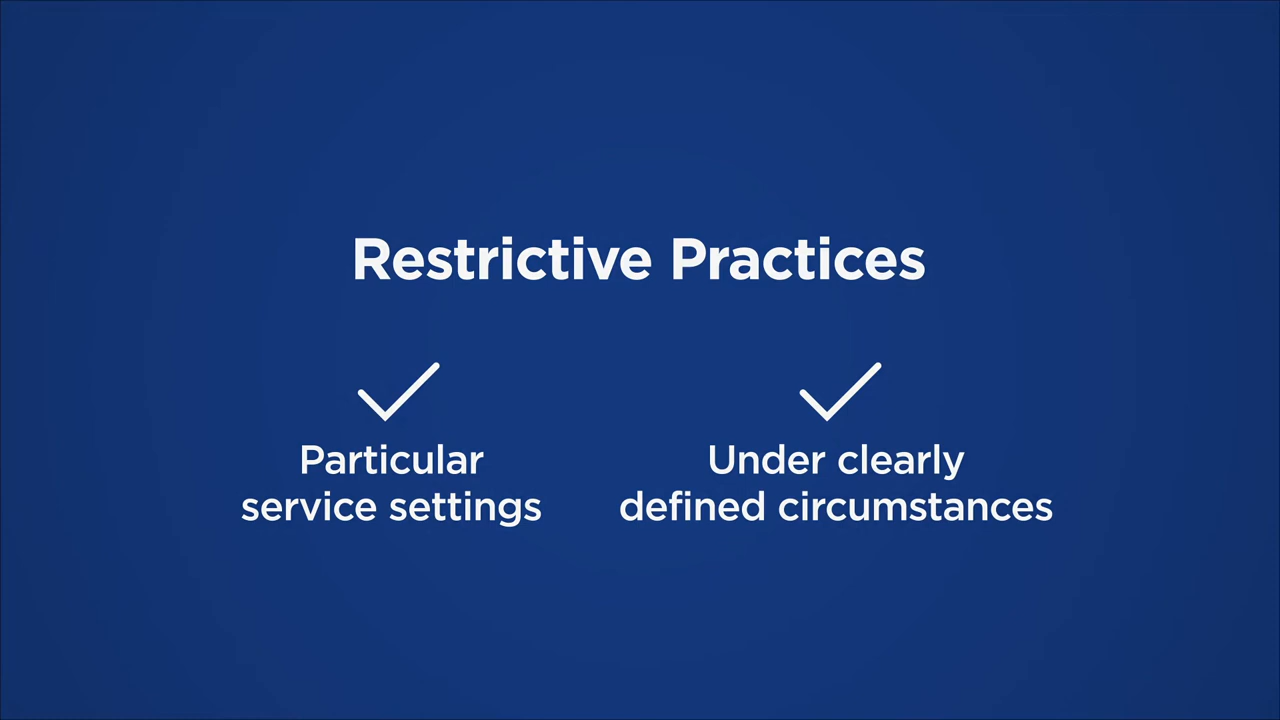 Restrictive Practices
Particular
service settings
Under clearly
defined circumstances